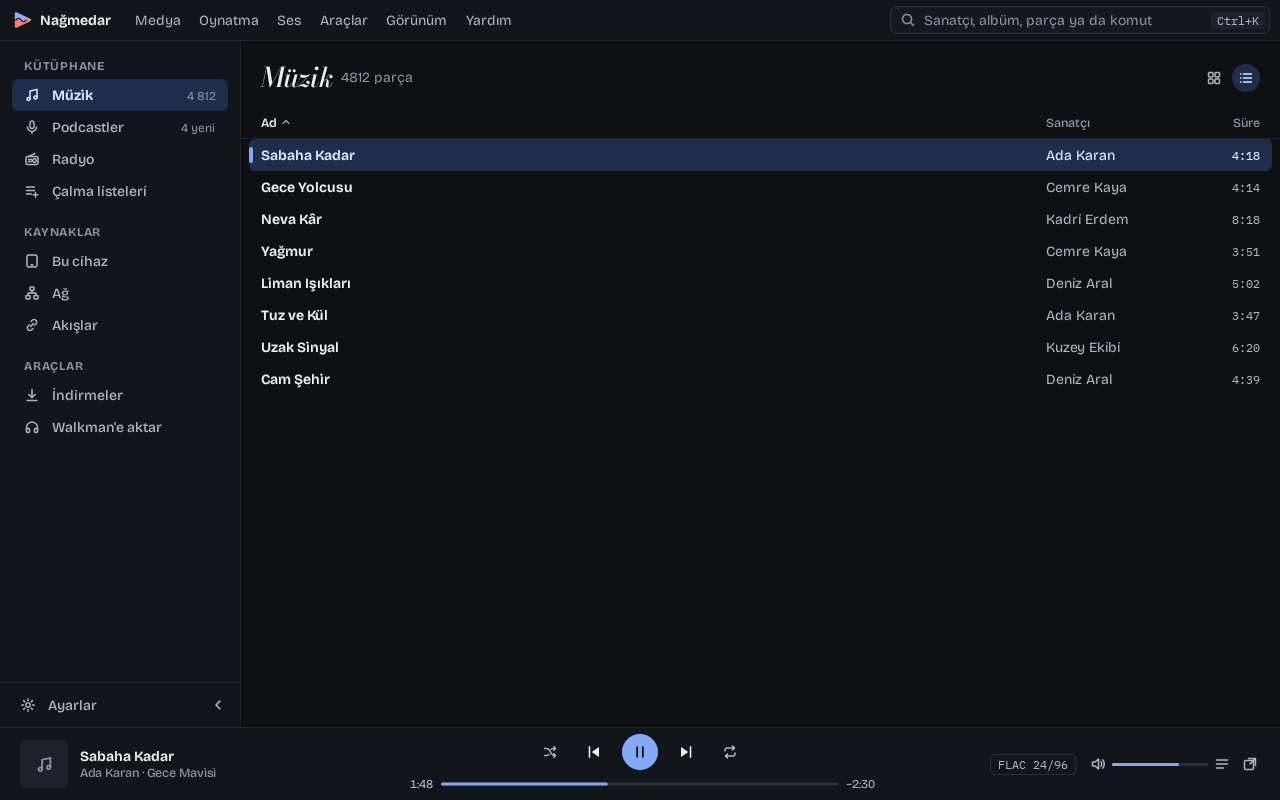 Nağmedar Medya Oynatma Ses Araçlar Görünüm Yardım Sanatçı, albüm, parça ya da komut Ctrl+K
KÜTÜPHANE
Müzik 4 812
Podcastler 4 yeni
Radyo
Çalma listeleri
KAYNAKLAR
Bu cihaz
Ağ
Akışlar
ARAÇLAR
İndirmeler
Walkman'e aktar
Ayarlar
Müzik 4812 parça
Ad Sanatçı Süre
Sabaha Kadar Ada Karan 4:18
Gece Yolcusu Cemre Kaya 4:14
Neva Kâr Kadri Erdem 8:18
Yağmur Cemre Kaya 3:51
Liman Işıkları Deniz Aral 5:02
Tuz ve Kül Ada Karan 3:47
Uzak Sinyal Kuzey Ekibi 6:20
Cam Şehir Deniz Aral 4:39
Sabaha Kadar
Ada Karan · Gece Mavisi
1:48 −2:30
FLAC 24/96